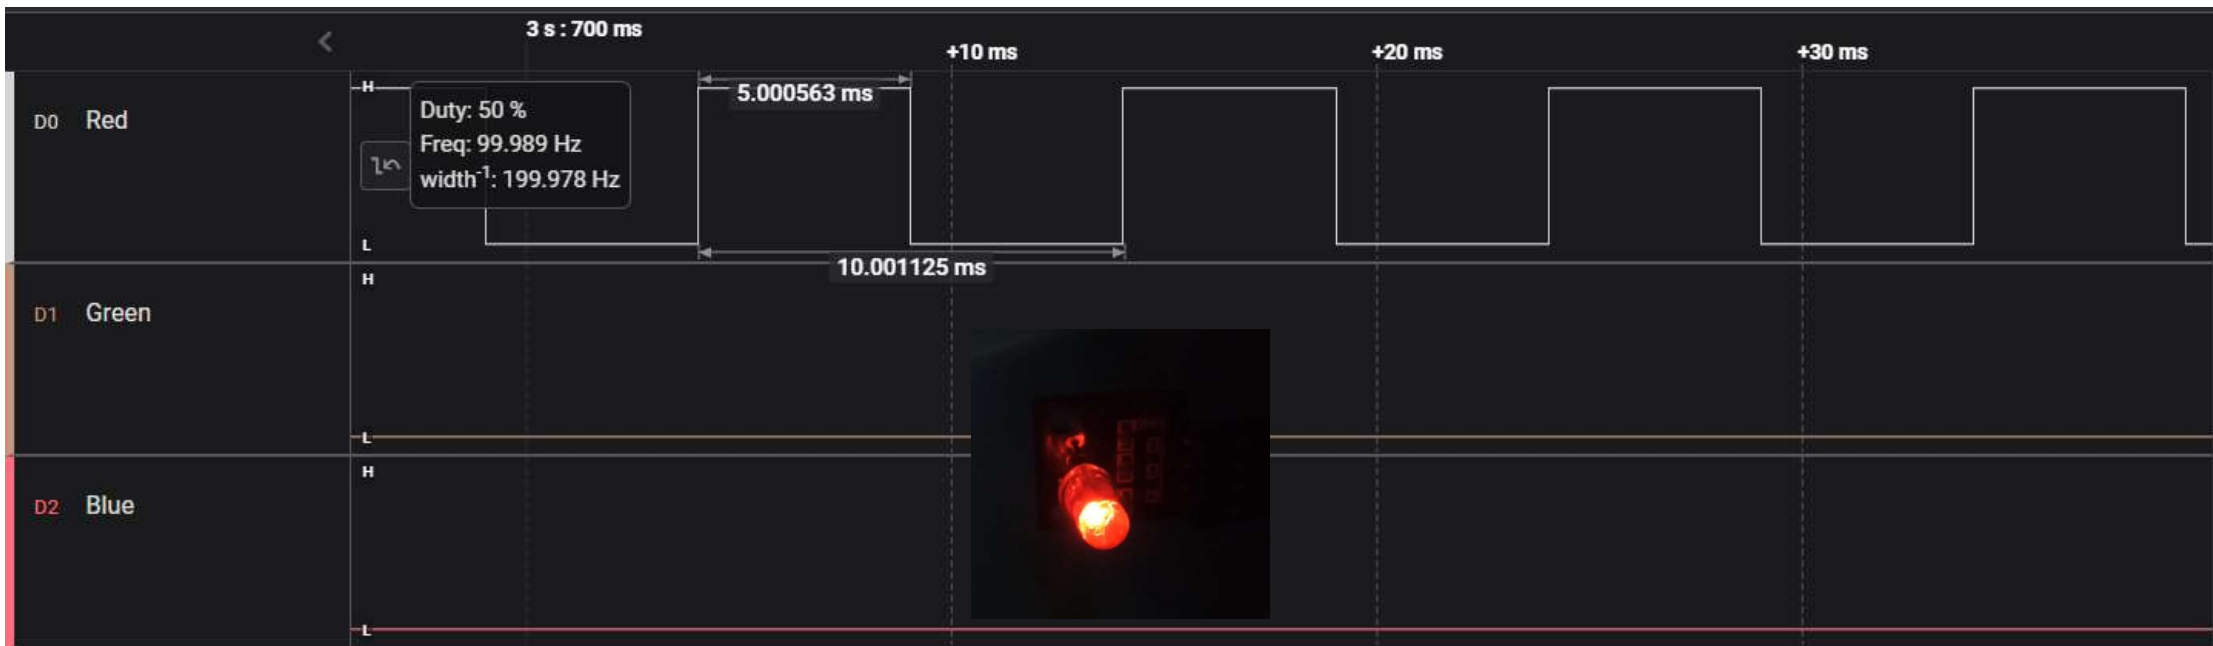 3 s : 700 ms
+10 ms
+20 ms
+30 ms
D0 Red
H
Duty: 50 %
Freq: 99.989 Hz
width⁻¹: 199.978 Hz
5.000563 ms
L
10.001125 ms
D1 Green
H
L
D2 Blue
H
L